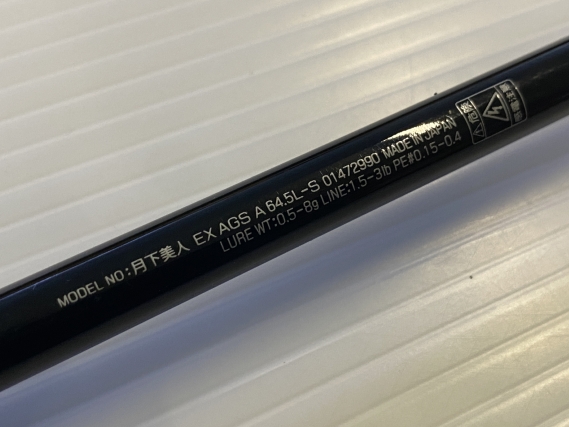 MODEL NO:月下美人 EX AGS A 64.5L-S 01472990 MADE IN JAPAN
LURE WT:0.5-8g LINE:1.5-3lb PE#0.15-0.4